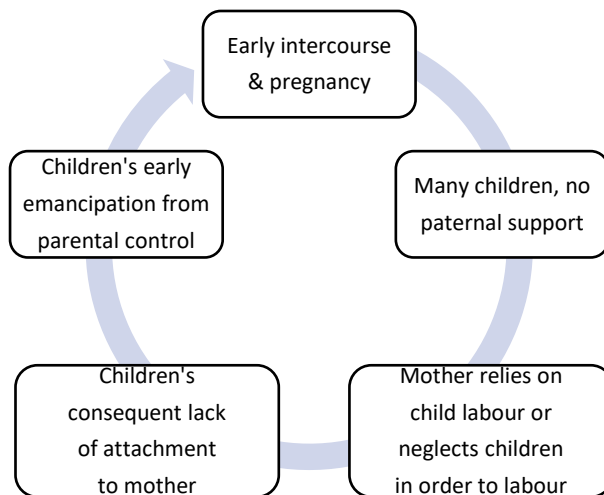 Early intercourse
& pregnancy
Many children, no
paternal support
Mother relies on
child labour or
neglects children
in order to labour
Children's
consequent lack
of attachment
to mother
Children's early
emancipation from
parental control